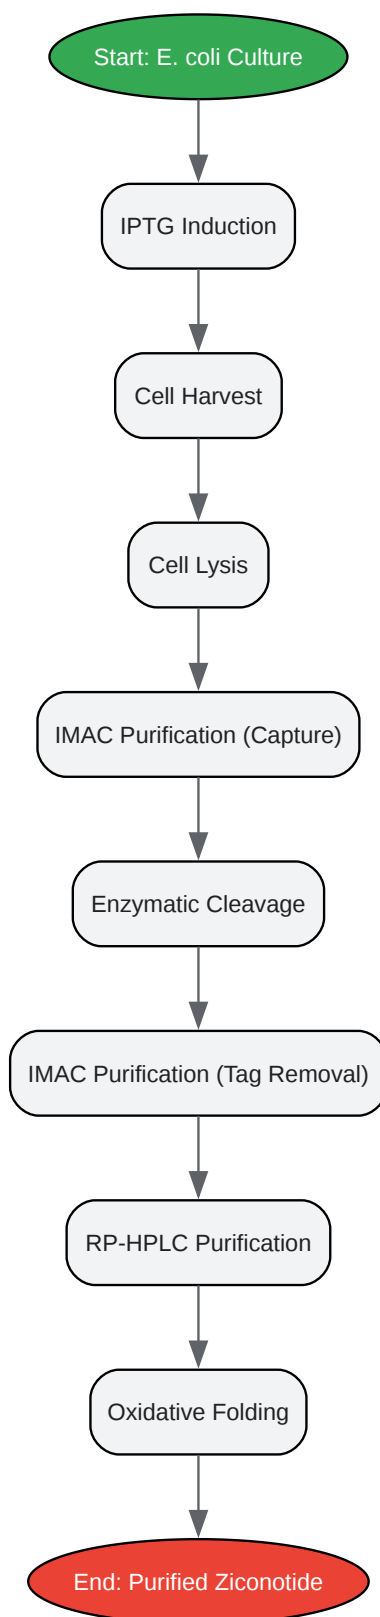 Start: E. coli Culture
IPTG Induction
Cell Harvest
Cell Lysis
IMAC Purification (Capture)
Enzymatic Cleavage
IMAC Purification (Tag Removal)
RP-HPLC Purification
Oxidative Folding
End: Purified Ziconotide